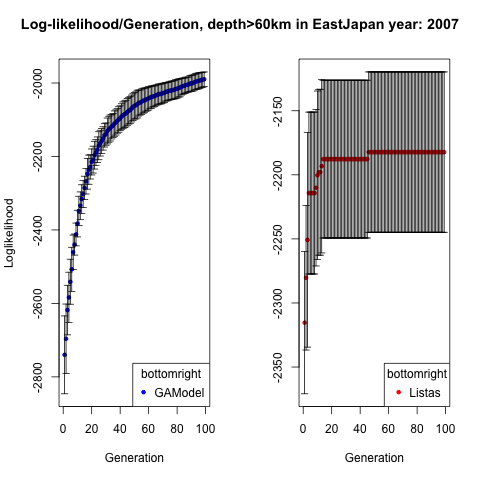 Log-likelihood/Generation, depth>60km in EastJapan year: 2007
Loglikelihood
-2000
-2200
-2400
-2600
-2800
bottomright
GAModel
0 20 40 60 80 100
Generation
-2150
-2200
-2250
-2300
-2350
bottomright
Listas
0 20 40 60 80 100
Generation